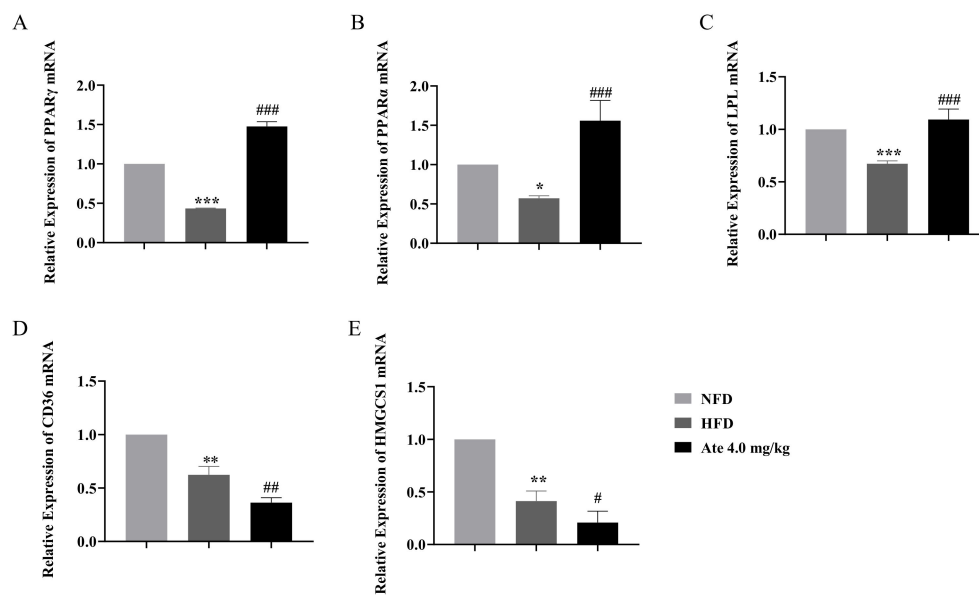 A
Relative Expression of PPARγ mRNA
2.0
1.5
1.0
0.5
0.0
***
###
B
Relative Expression of PPARα mRNA
2.0
1.5
1.0
0.5
0.0
*
###
C
Relative Expression of LPL mRNA
1.5
1.0
0.5
0.0
***
###
D
Relative Expression of CD36 mRNA
1.5
1.0
0.5
0.0
**
##
E
Relative Expression of HMGCS1 mRNA
1.5
1.0
0.5
0.0
**
#
NFD
HFD
Ate 4.0 mg/kg